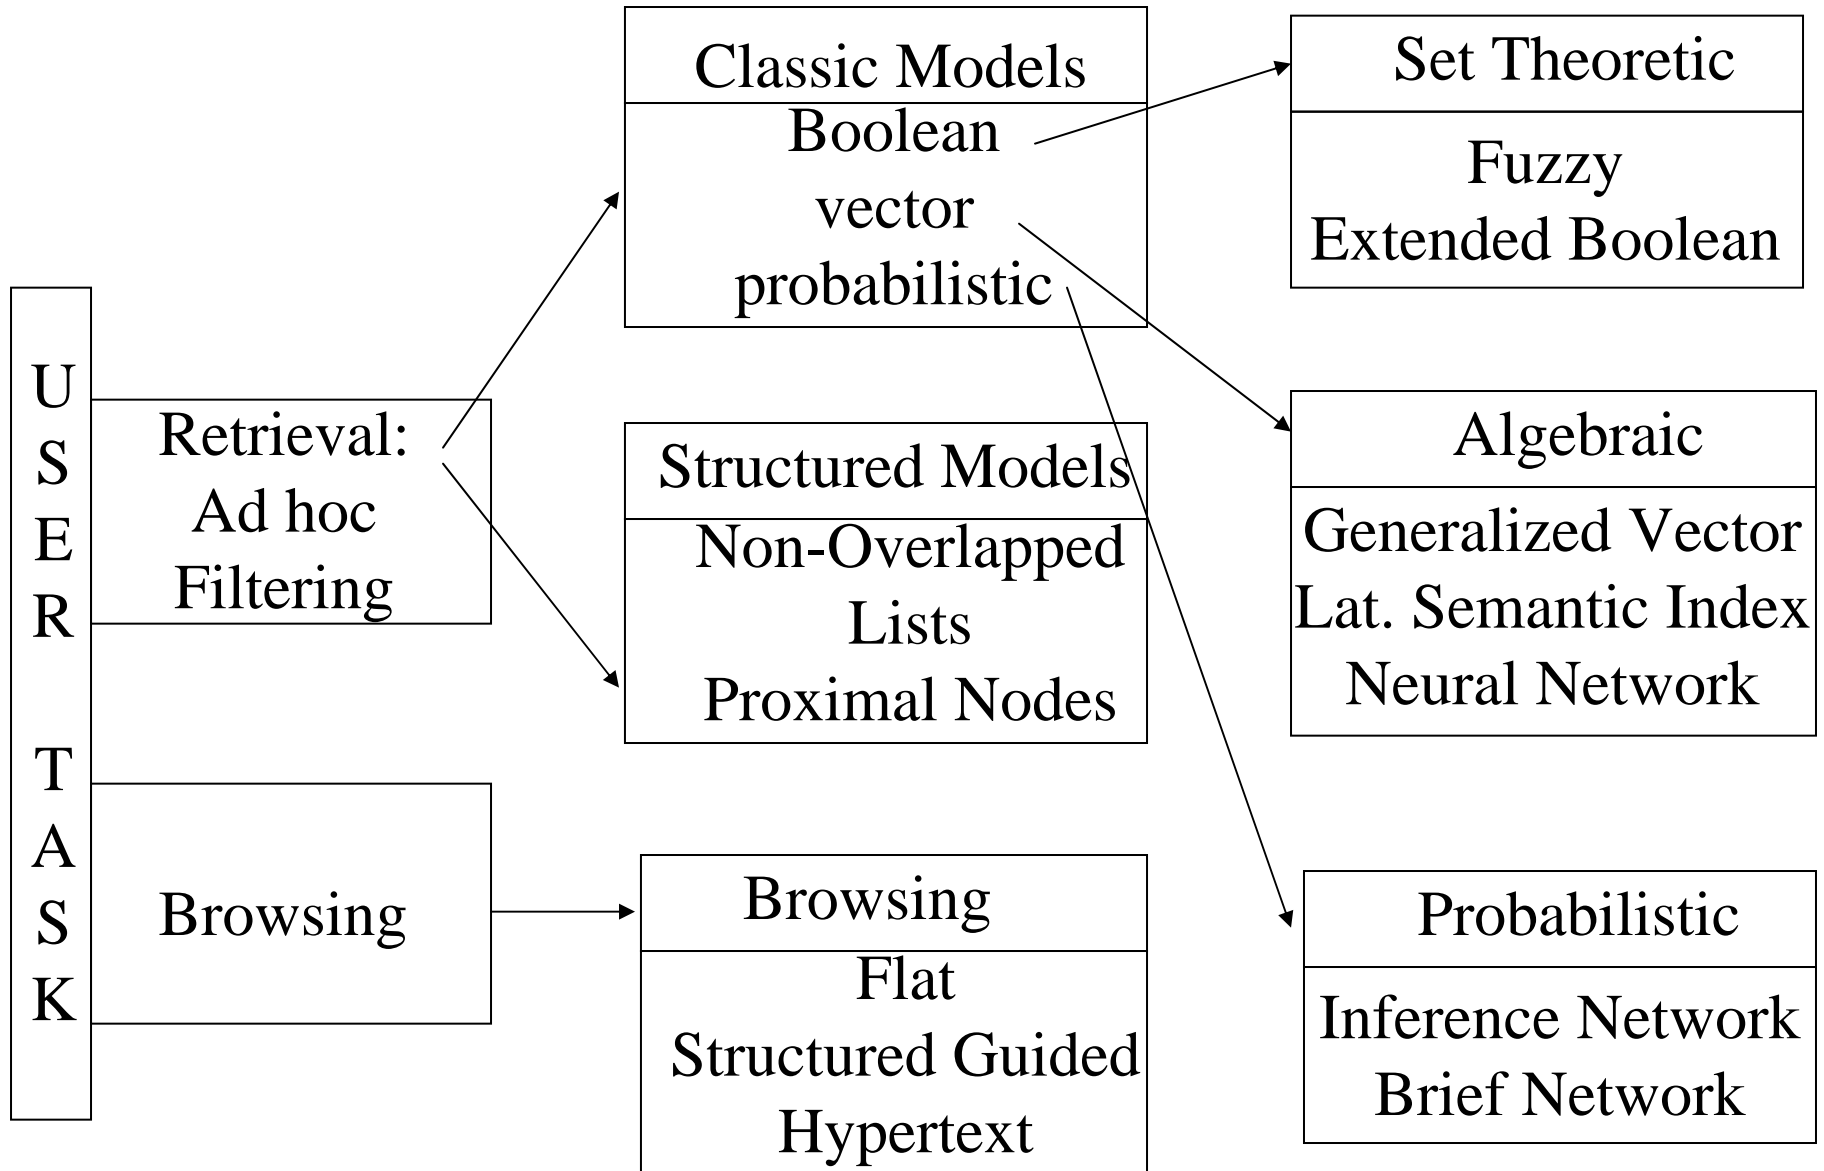 USER TASK
Retrieval:
Ad hoc
Filtering
Browsing
Classic Models
Boolean
vector
probabilistic
Structured Models
Non-Overlapped
Lists
Proximal Nodes
Browsing
Flat
Structured Guided
Hypertext
Set Theoretic
Fuzzy
Extended Boolean
Algebraic
Generalized Vector
Lat. Semantic Index
Neural Network
Probabilistic
Inference Network
Brief Network